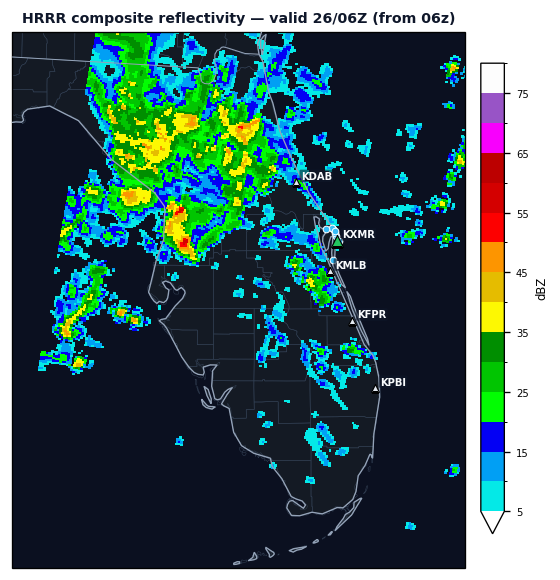 HRRR composite reflectivity — valid 26/06Z (from 06z)
KDAB
KXMR
KMLB
KFPR
KPBI
75
65
55
45
35
25
15
5
dBZ